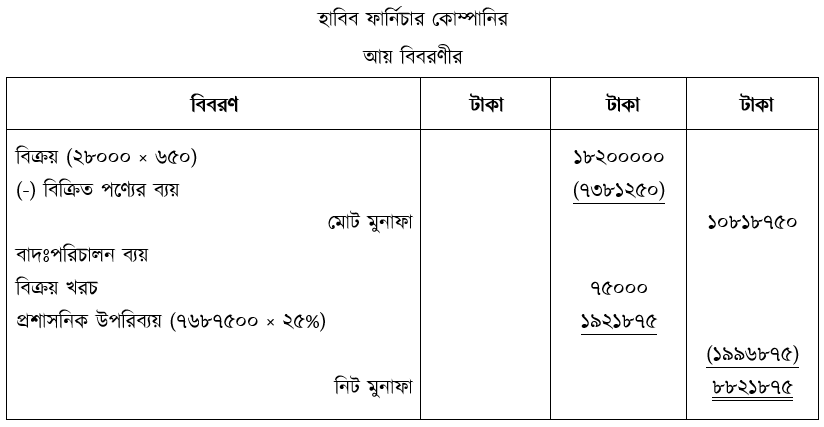 হাবিব ফার্নিচার কোম্পানির
আয় বিবরণীর
বিবরণ টাকা টাকা টাকা
বিক্রয় (২৮০০০ × ৬৫০) ১৮২০০০০০
(-) বিক্রিত পণ্যের ব্যয় (৭৩৮১২৫০)
মোট মুনাফা ১০৮১৮৭৫০
বাদঃপরিচালন ব্যয়
বিক্রয় খরচ ৭৫০০০
প্রশাসনিক উপরিব্যয় (৭৬৮৭৫০০ × ২৫%) ১৯২১৮৭৫
(১৯৯৬৮৭৫)
নিট মুনাফা ৮৮২১৮৭৫